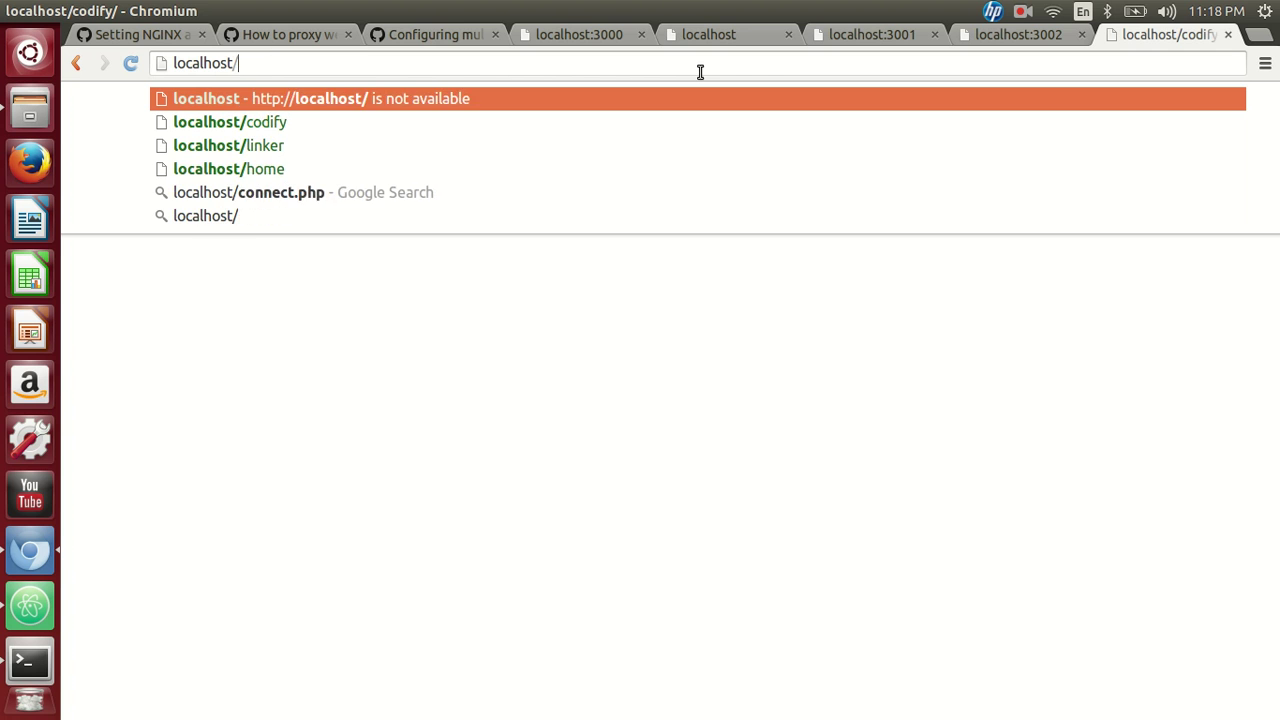 localhost/codify/ - Chromium
En
11:18 PM
Setting NGINX a
How to proxy we
Configuring mul
localhost:3000
localhost
localhost:3001
localhost:3002
localhost/codify
localhost/
localhost - http://localhost/ is not available
localhost/codify
localhost/linker
localhost/home
localhost/connect.php - Google Search
localhost/
hp
a
You
Tube
>_